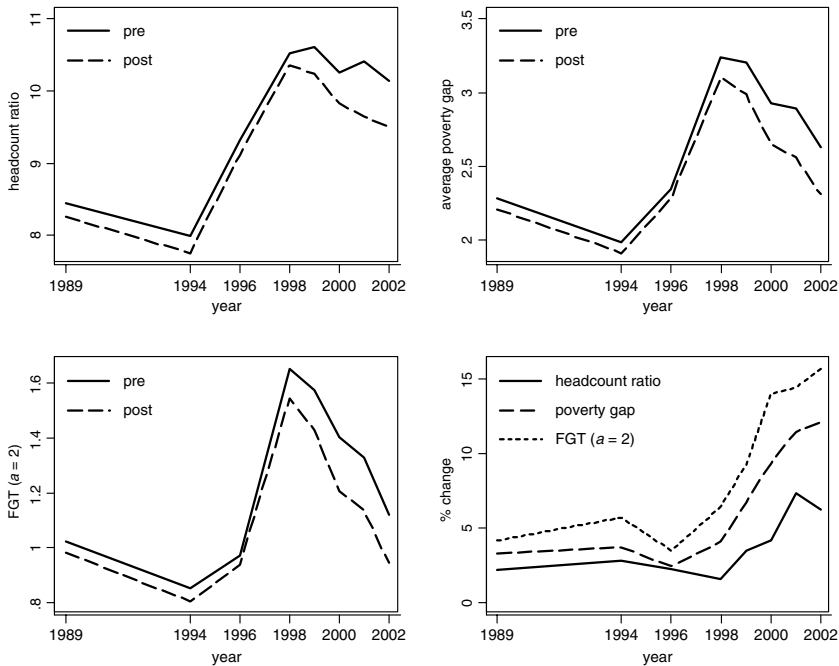 headcount ratio
11
10
9
8
pre
post
1989 1994 1996 1998 2000 2002
year
average poverty gap
3.5
3
2.5
2
pre
post
1989 1994 1996 1998 2000 2002
year
FGT (a = 2)
1.6
1.4
1.2
1
.8
pre
post
1989 1994 1996 1998 2000 2002
year
% change
15
10
5
0
headcount ratio
poverty gap
FGT (a = 2)
1989 1994 1996 1998 2000 2002
year